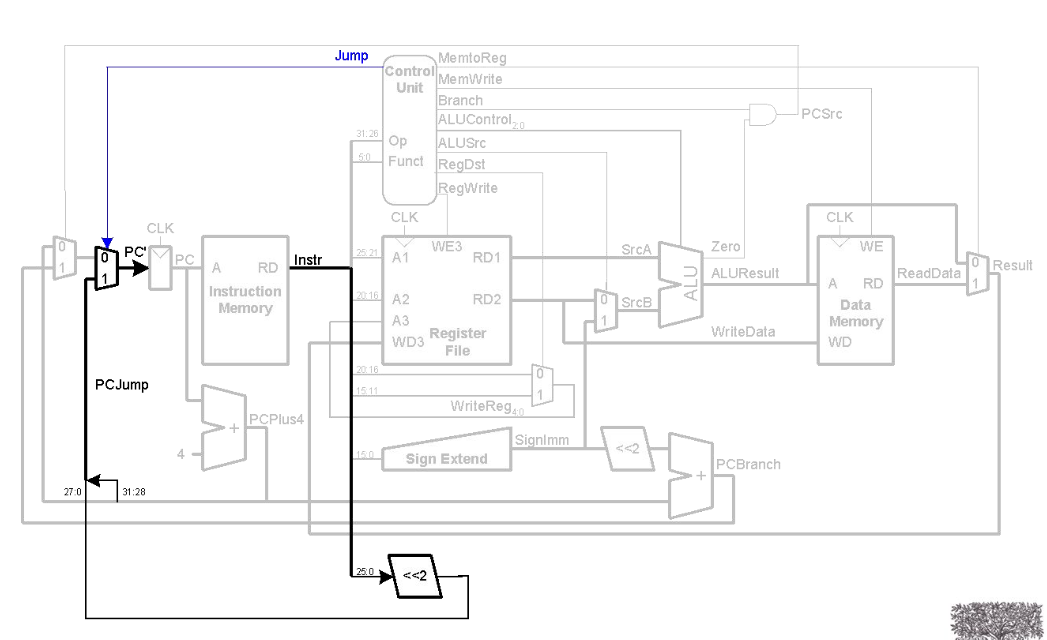 Jump
Control
Unit
MemtoReg
MemWrite
Branch
ALUControl 2:0
ALUSrc
RegDst
RegWrite
PCSrc
31:26
Op
5:0
Funct
CLK
CLK
CLK
0
1
0
1
PC'
PC
A
RD
Instruction
Memory
Instr
25:21
A1
WE3
RD1
20:16
A2
RD2
A3
WD3
Register
File
SrcA
0
1
SrcB
ALU
Zero
ALUResult
WriteData
WE
A
RD
Data
Memory
WD
ReadData
0
1
Result
20:16
0
15:11
1
WriteReg 4:0
PCJump
PCPlus4
+
4
SignImm
15:0
Sign Extend
<<2
+
PCBranch
27:0
31:28
25:0
<<2